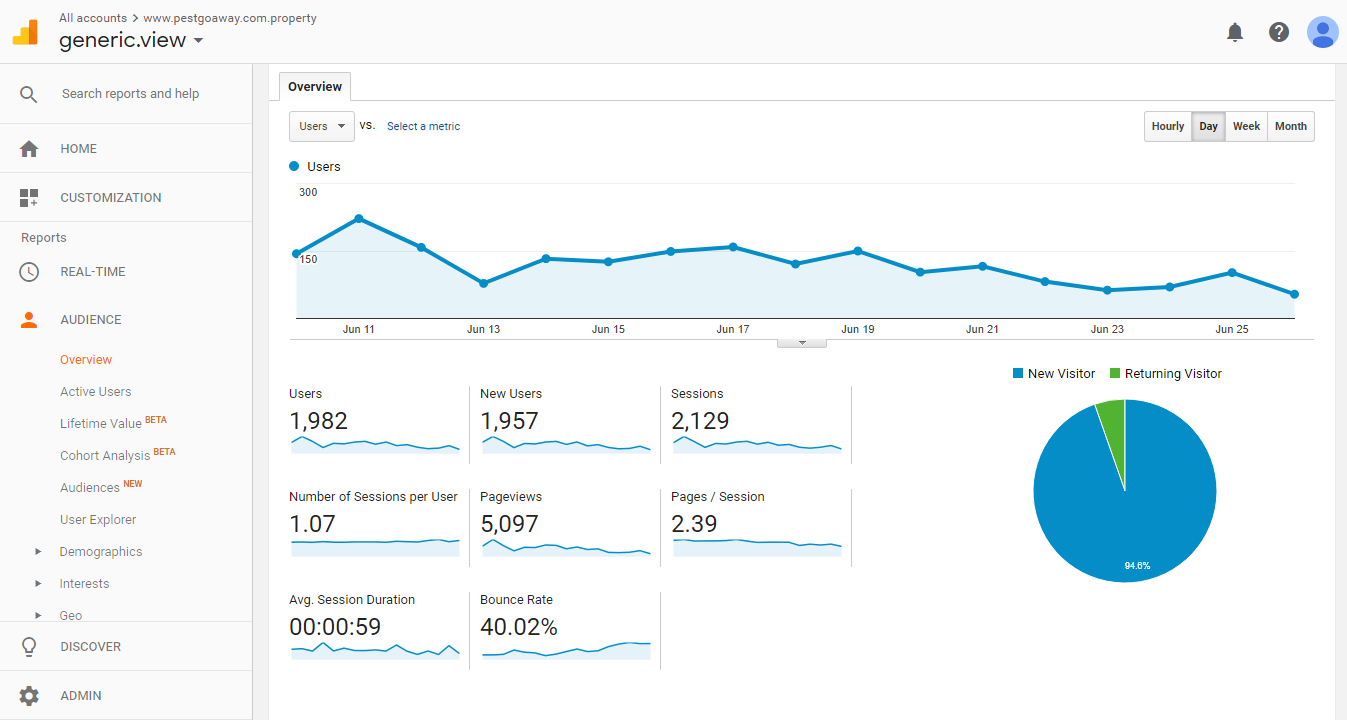 All accounts > www.pestgoaway.com.property
generic.view
Search reports and help
HOME
CUSTOMIZATION
Reports
REAL-TIME
AUDIENCE
Overview
Active Users
Lifetime Value BETA
Cohort Analysis BETA
Audiences NEW
User Explorer
Demographics
Interests
Geo
DISCOVER
ADMIN
Overview
Users VS. Select a metric
Hourly Day Week Month
Users
300
150
Jun 11 Jun 13 Jun 15 Jun 17 Jun 19 Jun 21 Jun 23 Jun 25
New Visitor Returning Visitor
94.6%
Users
1,982
New Users
1,957
Sessions
2,129
Number of Sessions per User
1.07
Pageviews
5,097
Pages / Session
2.39
Avg. Session Duration
00:00:59
Bounce Rate
40.02%